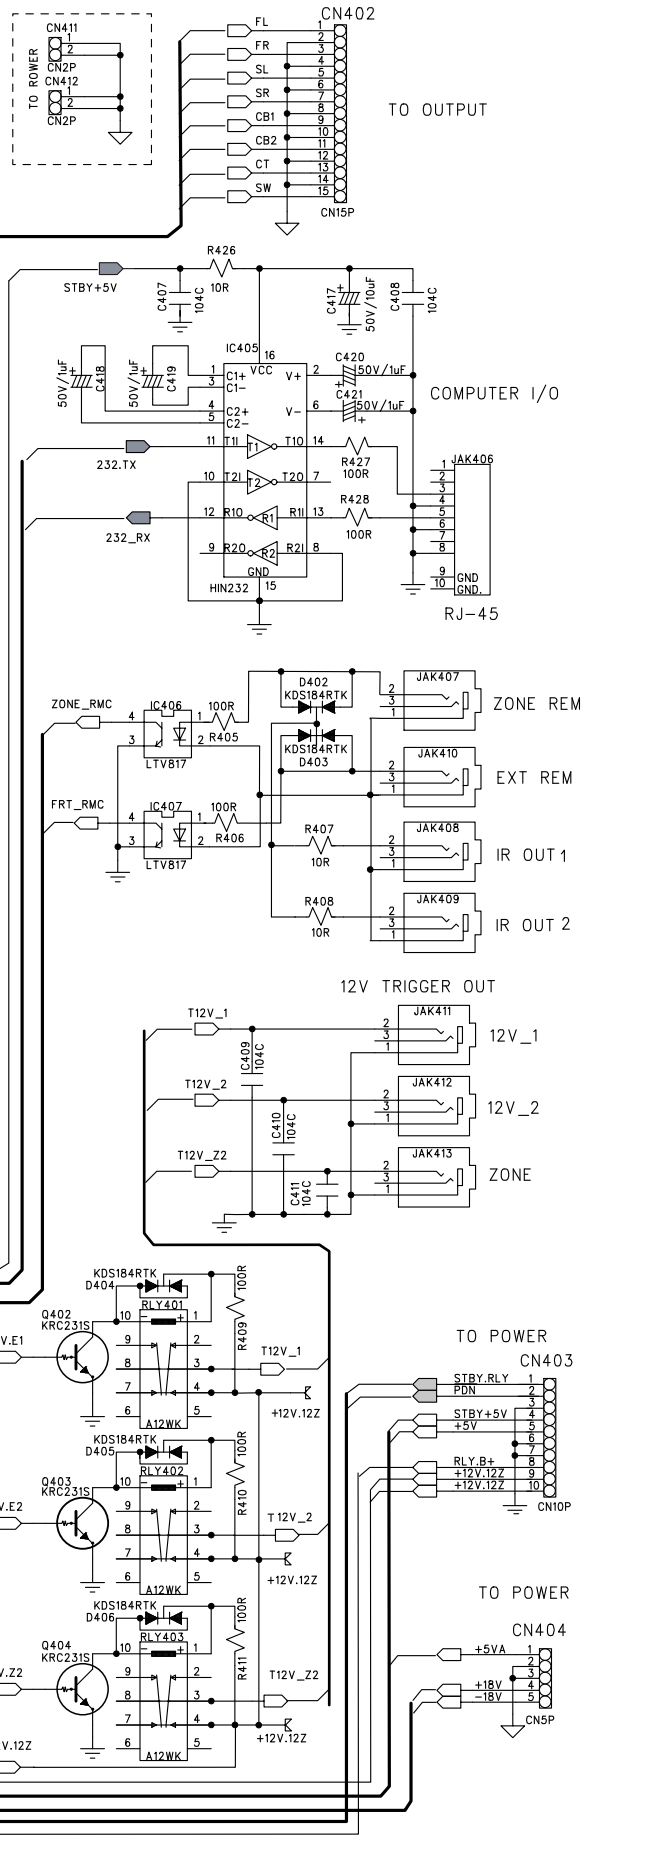 CN411
1
2
CN2P
CN412
1
2
CN2P
TO ROWER
CN402
FL 1
2
FR 3
4
SL 5
6
SR 7
8
CB1 9
10
CB2 11
12
CT 13
14
SW 15
CN15P
TO OUTPUT
STBY+5V
R426
10R
C407
104C
C417
+
50V/10uF
C408
104C
IC405
16
VCC
50V/1uF
+
C418
50V/1uF
+
C419
1 C1+
3 C1-
4 C2+
5 C2-
V+ 2
V- 6
C420
+
50V/1uF
C421
+
50V/1uF
COMPUTER I/O
232.TX
11 T1I T1 T1O 14
10 T2I T2 T2O 7
232_RX
12 R1O R1 R1I 13
9 R2O R2 R2I 8
GND
15
HIN232
R427
100R
R428
100R
JAK406
1
2
3
4
5
6
7
8
9 GND
10 GND.
RJ-45
ZONE_RMC
IC406
4
3
1
2
LTV817
100R
R405
D402
KDS184RTK
KDS184RTK
D403
JAK407
2
3
1
ZONE REM
JAK410
2
3
1
EXT REM
FRT_RMC
IC407
4
3
1
2
LTV817
100R
R406
R407
10R
JAK408
2
3
1
IR OUT 1
R408
10R
JAK409
2
3
1
IR OUT 2
12V TRIGGER OUT
T12V_1
C409
104C
JAK411
2
3
1
12V_1
T12V_2
C410
104C
JAK412
2
3
1
12V_2
T12V_Z2
C411
104C
JAK413
2
3
1
ZONE
KDS184RTK
D404
Q402
KRC231S
V.E1
RLY401
10 - + 1
9 2
8 3
7 4
6 5
A12WK
100R
R409
T12V_1
+12V.12Z
KDS184RTK
D405
Q403
KRC231S
V.E2
RLY402
10 - + 1
9 2
8 3
7 4
6 5
A12WK
100R
R410
T12V_2
+12V.12Z
KDS184RTK
D406
Q404
KRC231S
V.Z2
RLY403
10 - + 1
9 2
8 3
7 4
6 5
A12WK
100R
R411
T12V_Z2
+12V.12Z
V.12Z
TO POWER
CN403
STBY.RLY 1
PDN 2
3
STBY+5V 4
+5V 5
6
7
RLY.B+ 8
+12V.12Z 9
+12V.12Z 10
CN10P
TO POWER
CN404
+5VA 1
2
3
+18V 4
-18V 5
CN5P